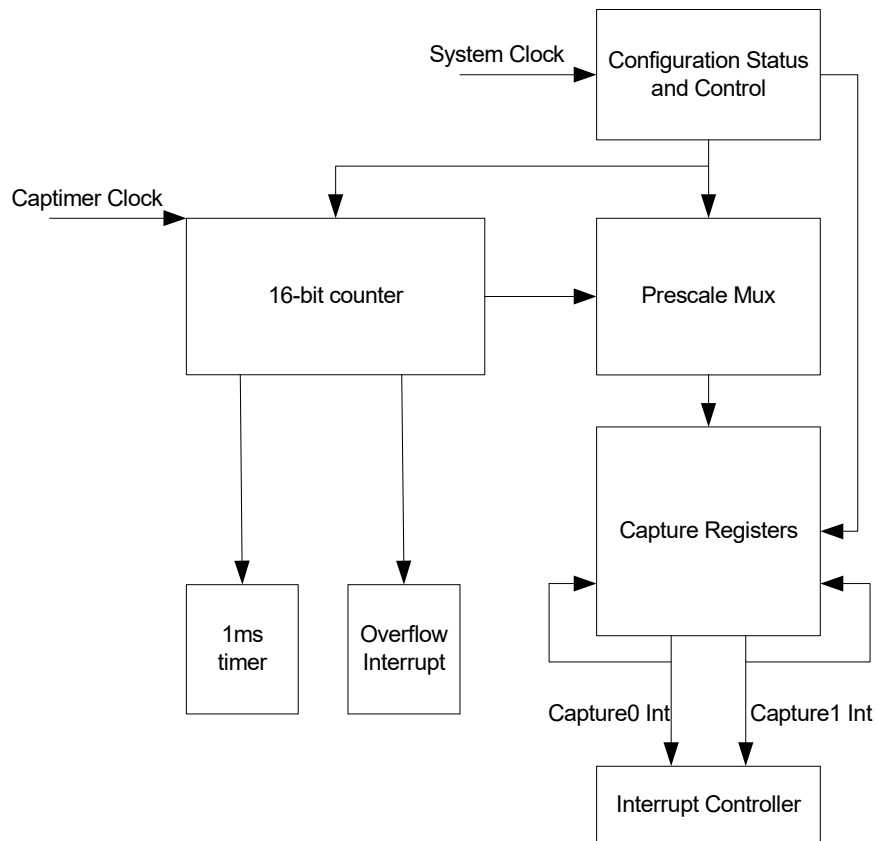 System Clock
Configuration Status
and Control
Captimer Clock
16-bit counter
Prescale Mux
Capture Registers
1ms
timer
Overflow
Interrupt
Capture0 Int
Capture1 Int
Interrupt Controller